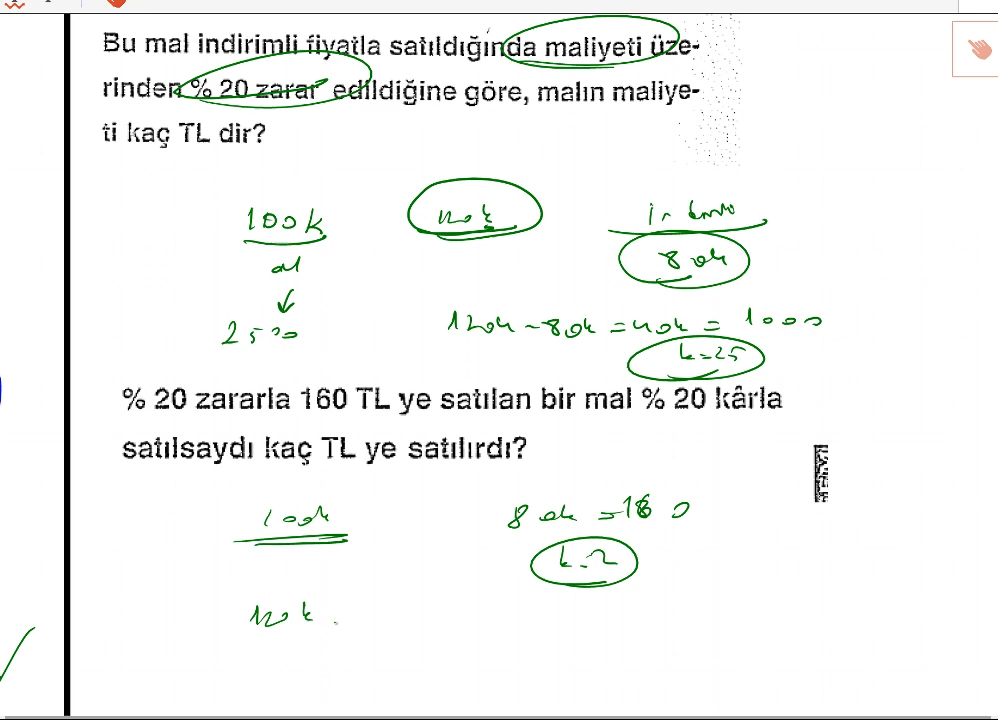 Bu mal indirimli fiyatla satıldığında maliyeti üze-
rinden % 20 zarar edildiğine göre, malın maliye-
ti kaç TL dir?
100k 120k
80k
al
2500 120k - 80k = 40k = 1000
k=25
% 20 zararla 160 TL ye satılan bir mal % 20 kârla
satılsaydı kaç TL ye satılırdı?
100k 80k = 160
k=2
120k